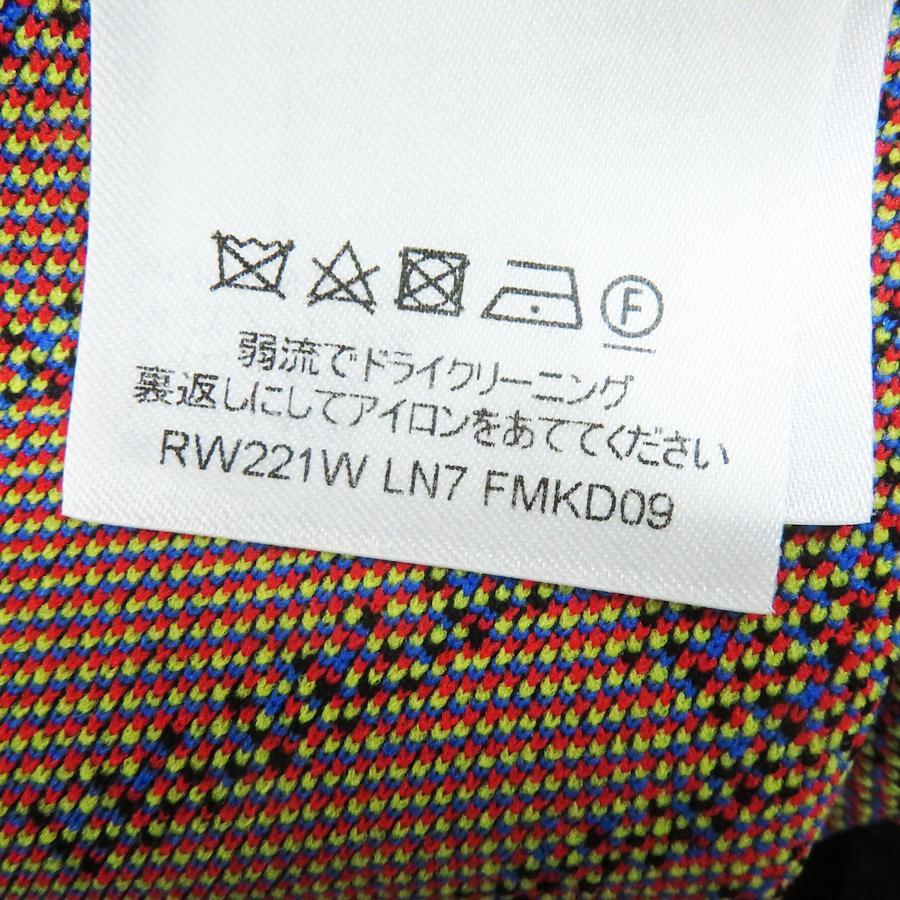 F
弱流でドライクリーニング
裏返しにしてアイロンをあててください
RW221W LN7 FMKD09